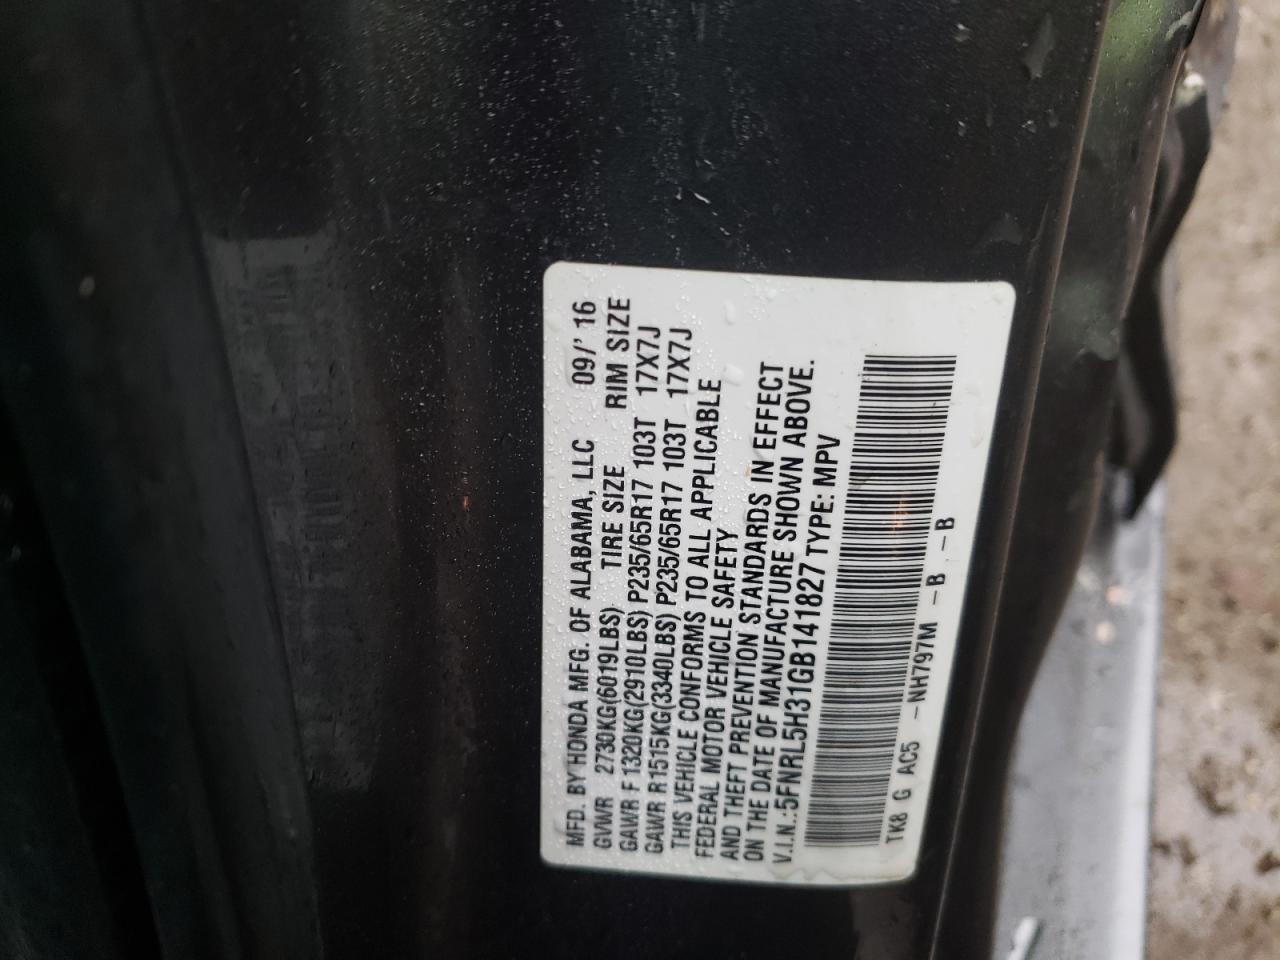 MFD. BY HONDA MFG. OF ALABAMA, LLC 09/' 16
GVWR 2730KG(6019LBS) TIRE SIZE RIM SIZE
GAWR F 1320KG(2910LBS) P235/65R17 103T 17X7J
GAWR R1515KG(3340LBS) P235/65R17 103T 17X7J
THIS VEHICLE CONFORMS TO ALL APPLICABLE
FEDERAL MOTOR VEHICLE SAFETY
AND THEFT PREVENTION STANDARDS IN EFFECT
ON THE DATE OF MANUFACTURE SHOWN ABOVE.
V.I.N.:5FNRL5H31GB141827 TYPE: MPV
TK8 G AC5 -NH797M -B -B